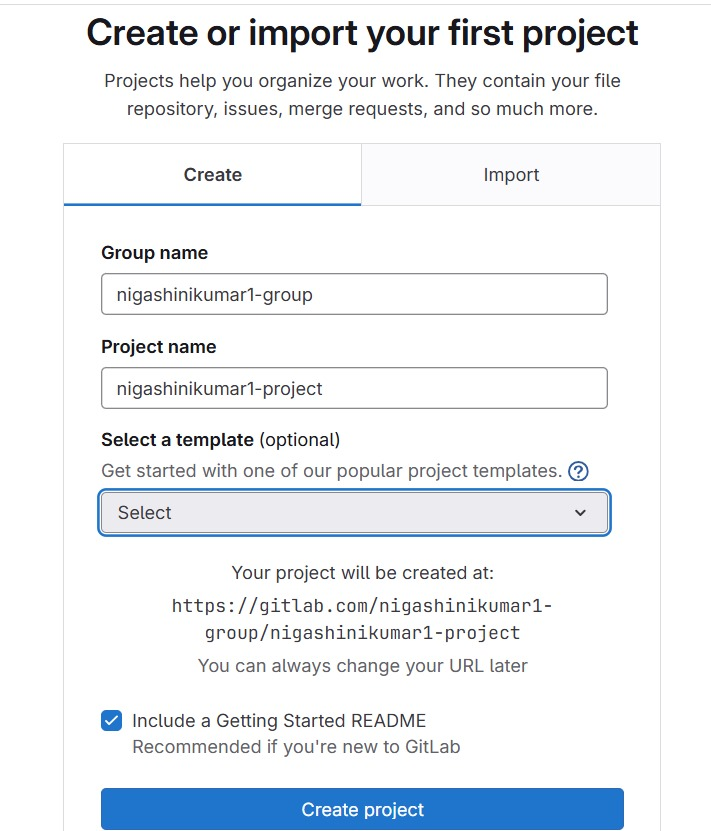 Create or import your first project
Projects help you organize your work. They contain your file
repository, issues, merge requests, and so much more.
Create
Import
Group name
nigashinikumar1-group
Project name
nigashinikumar1-project
Select a template (optional)
Get started with one of our popular project templates.
Select
Your project will be created at:
https://gitlab.com/nigashinikumar1-
group/nigashinikumar1-project
You can always change your URL later
Include a Getting Started README
Recommended if you're new to GitLab
Create project